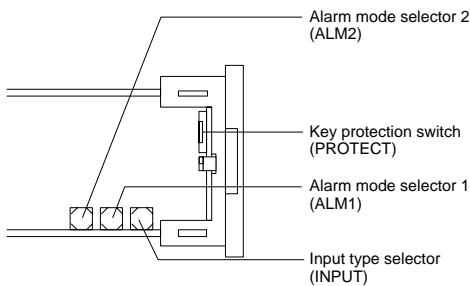 Alarm mode selector 2
(ALM2)
Key protection switch
(PROTECT)
Alarm mode selector 1
(ALM1)
Input type selector
(INPUT)